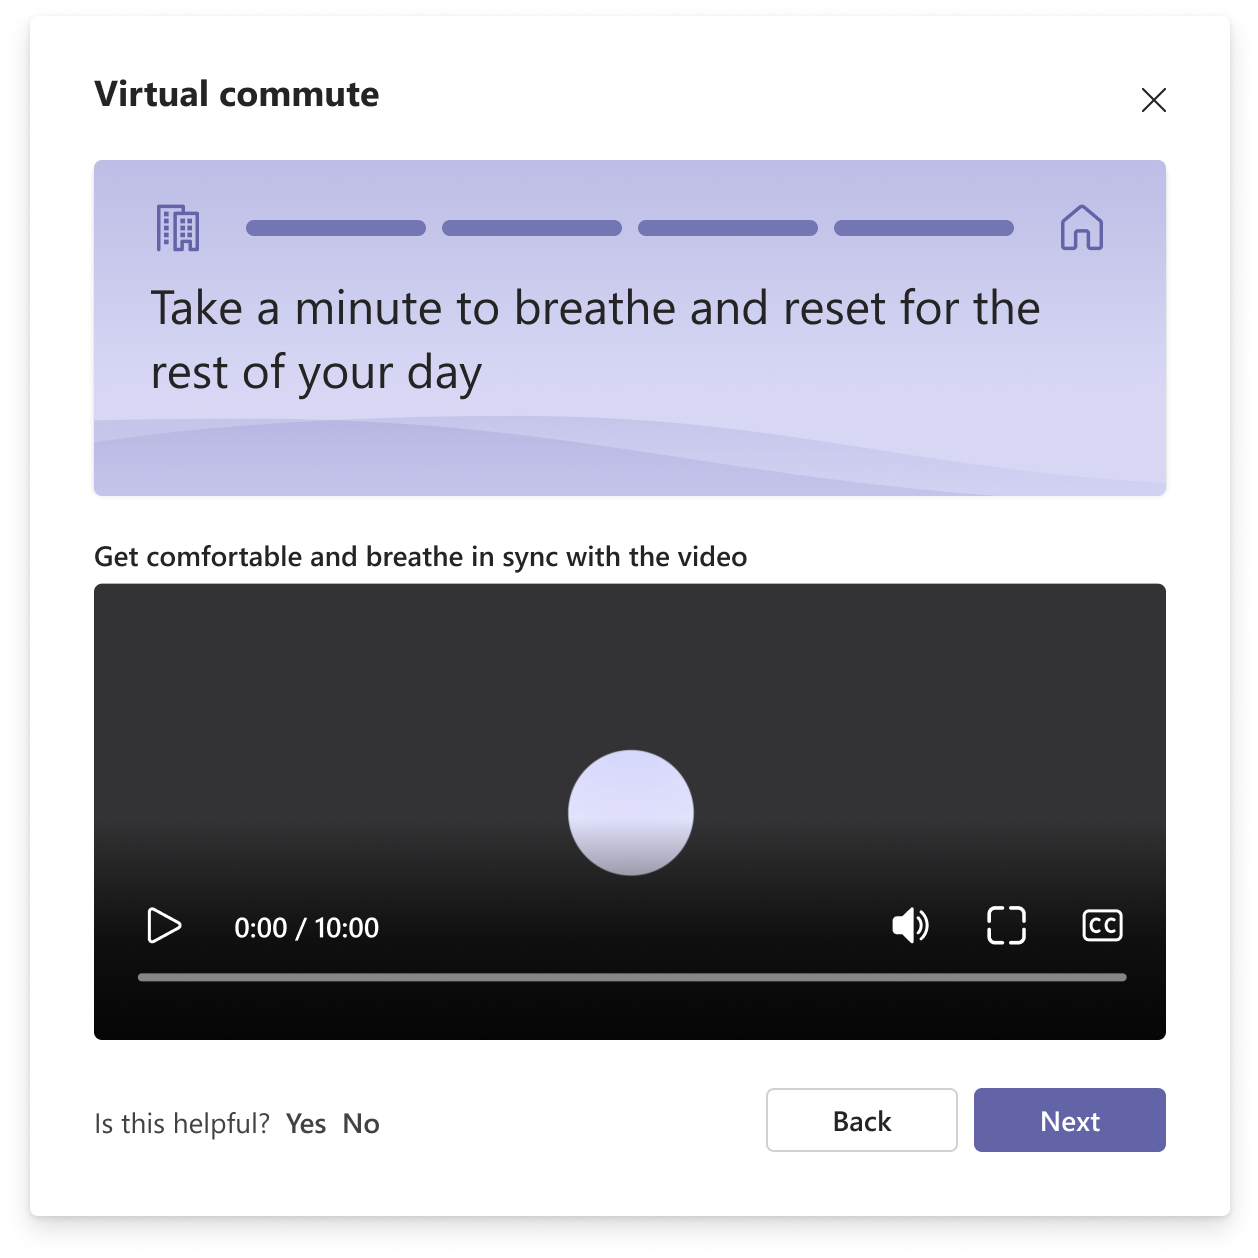 Virtual commute
Take a minute to breathe and reset for the
rest of your day
Get comfortable and breathe in sync with the video
0:00 / 10:00
CC
Is this helpful? Yes No
Back
Next